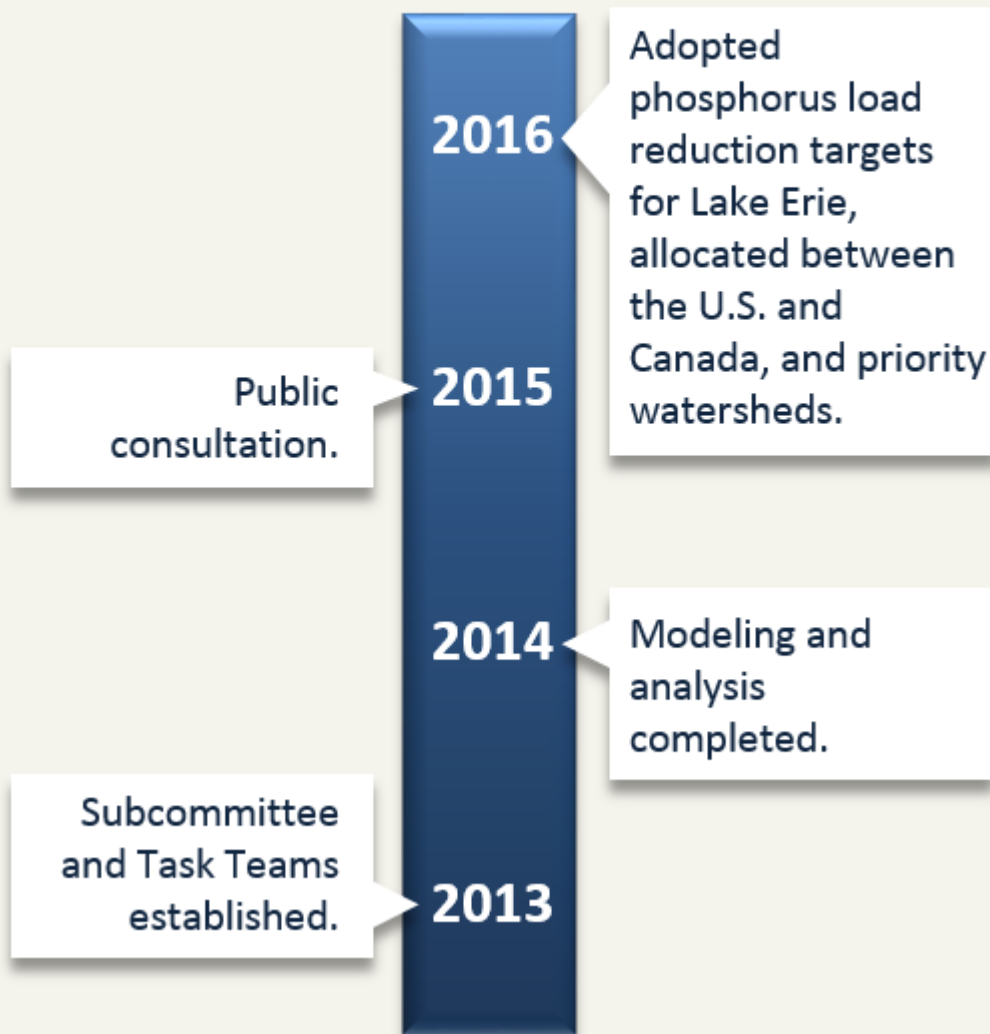 2016
Adopted
phosphorus load
reduction targets
for Lake Erie,
allocated between
the U.S. and
Canada, and priority
watersheds.
Public
consultation.
2015
2014
Modeling and
analysis
completed.
Subcommittee
and Task Teams
established.
2013